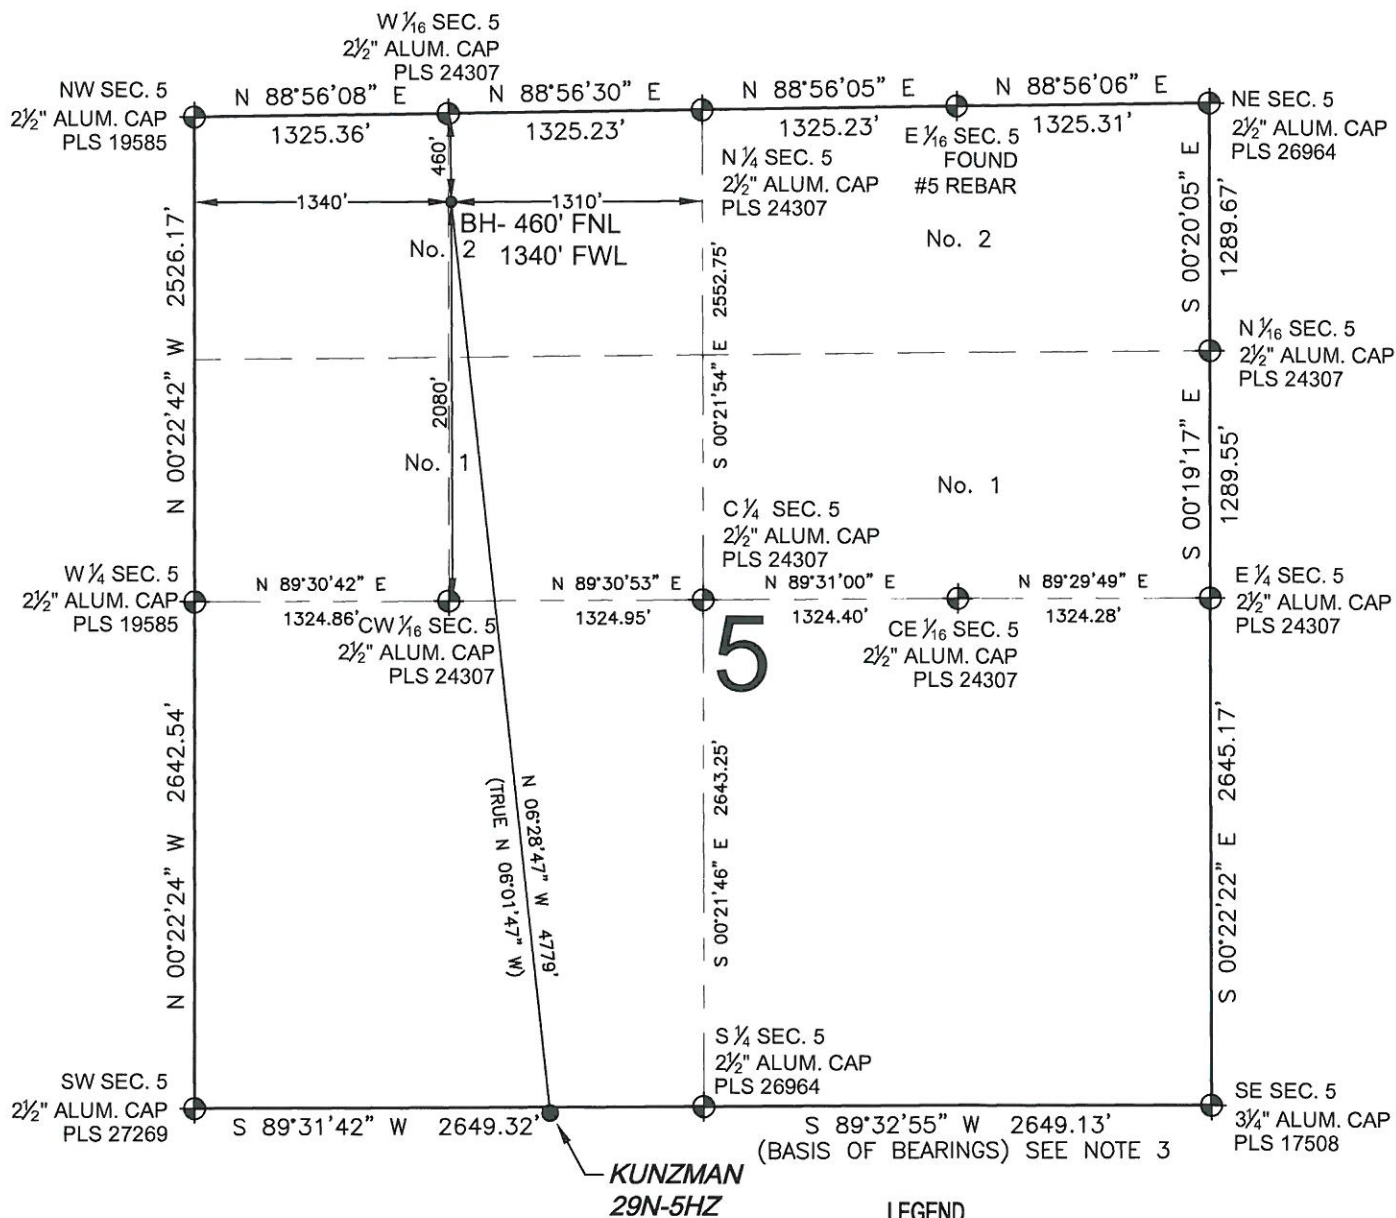 W 1/16 SEC. 5
2½" ALUM. CAP
PLS 24307
NW SEC. 5
2½" ALUM. CAP
PLS 19585
N 88°56'08" E
1325.36'
N 88°56'30" E
1325.23'
N 88°56'05" E
1325.23'
N 88°56'06" E
1325.31'
NE SEC. 5
2½" ALUM. CAP
PLS 26964
E 1/16 SEC. 5
FOUND
#5 REBAR
N ¼ SEC. 5
2½" ALUM. CAP
PLS 24307
460'
1340'
1310'
BH- 460' FNL
1340' FWL
No. 2
No. 2
N 00°22'42" W 2526.17'
S 00°21'54" E 2552.75'
S 00°20'05" E
1289.67'
N 1/16 SEC. 5
2½" ALUM. CAP
PLS 24307
2080'
No. 1
No. 1
S 00°19'17" E
1289.55'
C ¼ SEC. 5
2½" ALUM. CAP
PLS 24307
W ¼ SEC. 5
2½" ALUM. CAP
PLS 19585
N 89°30'42" E
1324.86'
N 89°30'53" E
1324.95'
N 89°31'00" E
1324.40'
N 89°29'49" E
1324.28'
E ¼ SEC. 5
2½" ALUM. CAP
PLS 24307
CW 1/16 SEC. 5
2½" ALUM. CAP
PLS 24307
5
CE 1/16 SEC. 5
2½" ALUM. CAP
PLS 24307
N 00°22'24" W 2642.54'
N 06°28'47" W 4779'
(TRUE N 06°01'47" W)
S 00°21'46" E 2643.25'
S 00°22'22" E 2645.17'
S ¼ SEC. 5
2½" ALUM. CAP
PLS 26964
SW SEC. 5
2½" ALUM. CAP
PLS 27269
S 89°31'42" W 2649.32'
S 89°32'55" W 2649.13'
(BASIS OF BEARINGS) SEE NOTE 3
SE SEC. 5
3¼" ALUM. CAP
PLS 17508
KUNZMAN
29N-5HZ
LEGEND